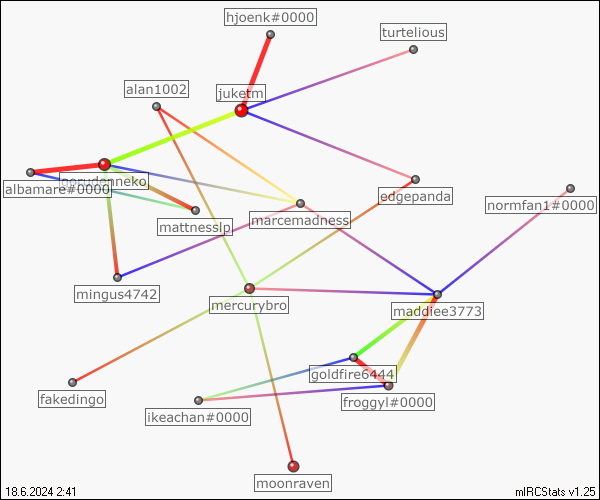 hjoenk#0000
turtelious
alan1002
juketm
albamare#0000
edgepanda
normfan1#0000
mattnesslp
marcemadness
mingus4742
mercurybro
maddiee3773
goldfire6444
fakedingo
froggyl#0000
ikeachan#0000
moonraven
18.6.2024 2:41
mIRCStats v1.25